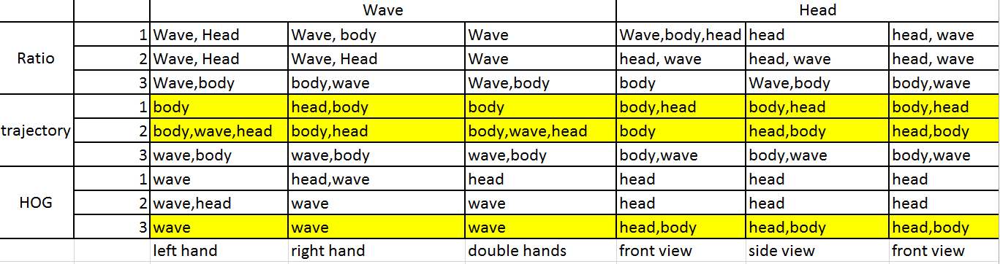 Wave Head
Ratio 1 Wave, Head Wave, body Wave Wave,body,head head head, wave
2 Wave, Head Wave, Head Wave head, wave head, wave head, wave
3 Wave,body body,wave Wave,body body Wave,body body,wave
trajectory 1 body head,body body body,head body,head body,head
2 body,wave,head body,head body,wave,head body head,body head,body
3 wave,body wave,body wave,body body,wave body,wave body,wave
HOG 1 wave head,wave head head head head
2 wave,head wave wave head head head
3 wave wave wave head,body head,body head,body
left hand right hand double hands front view side view front view